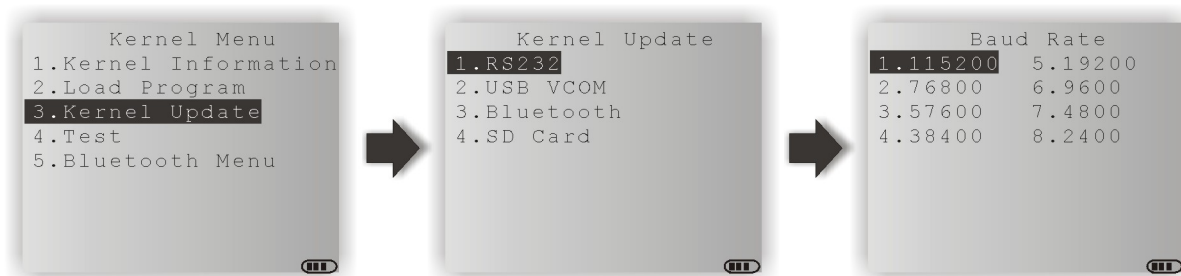 Kernel Menu
1.Kernel Information
2.Load Program
3.Kernel Update
4.Test
5.Bluetooth Menu
Kernel Update
1.RS232
2.USB VCOM
3.Bluetooth
4.SD Card
Baud Rate
1.115200 5.19200
2.76800 6.9600
3.57600 7.4800
4.38400 8.2400